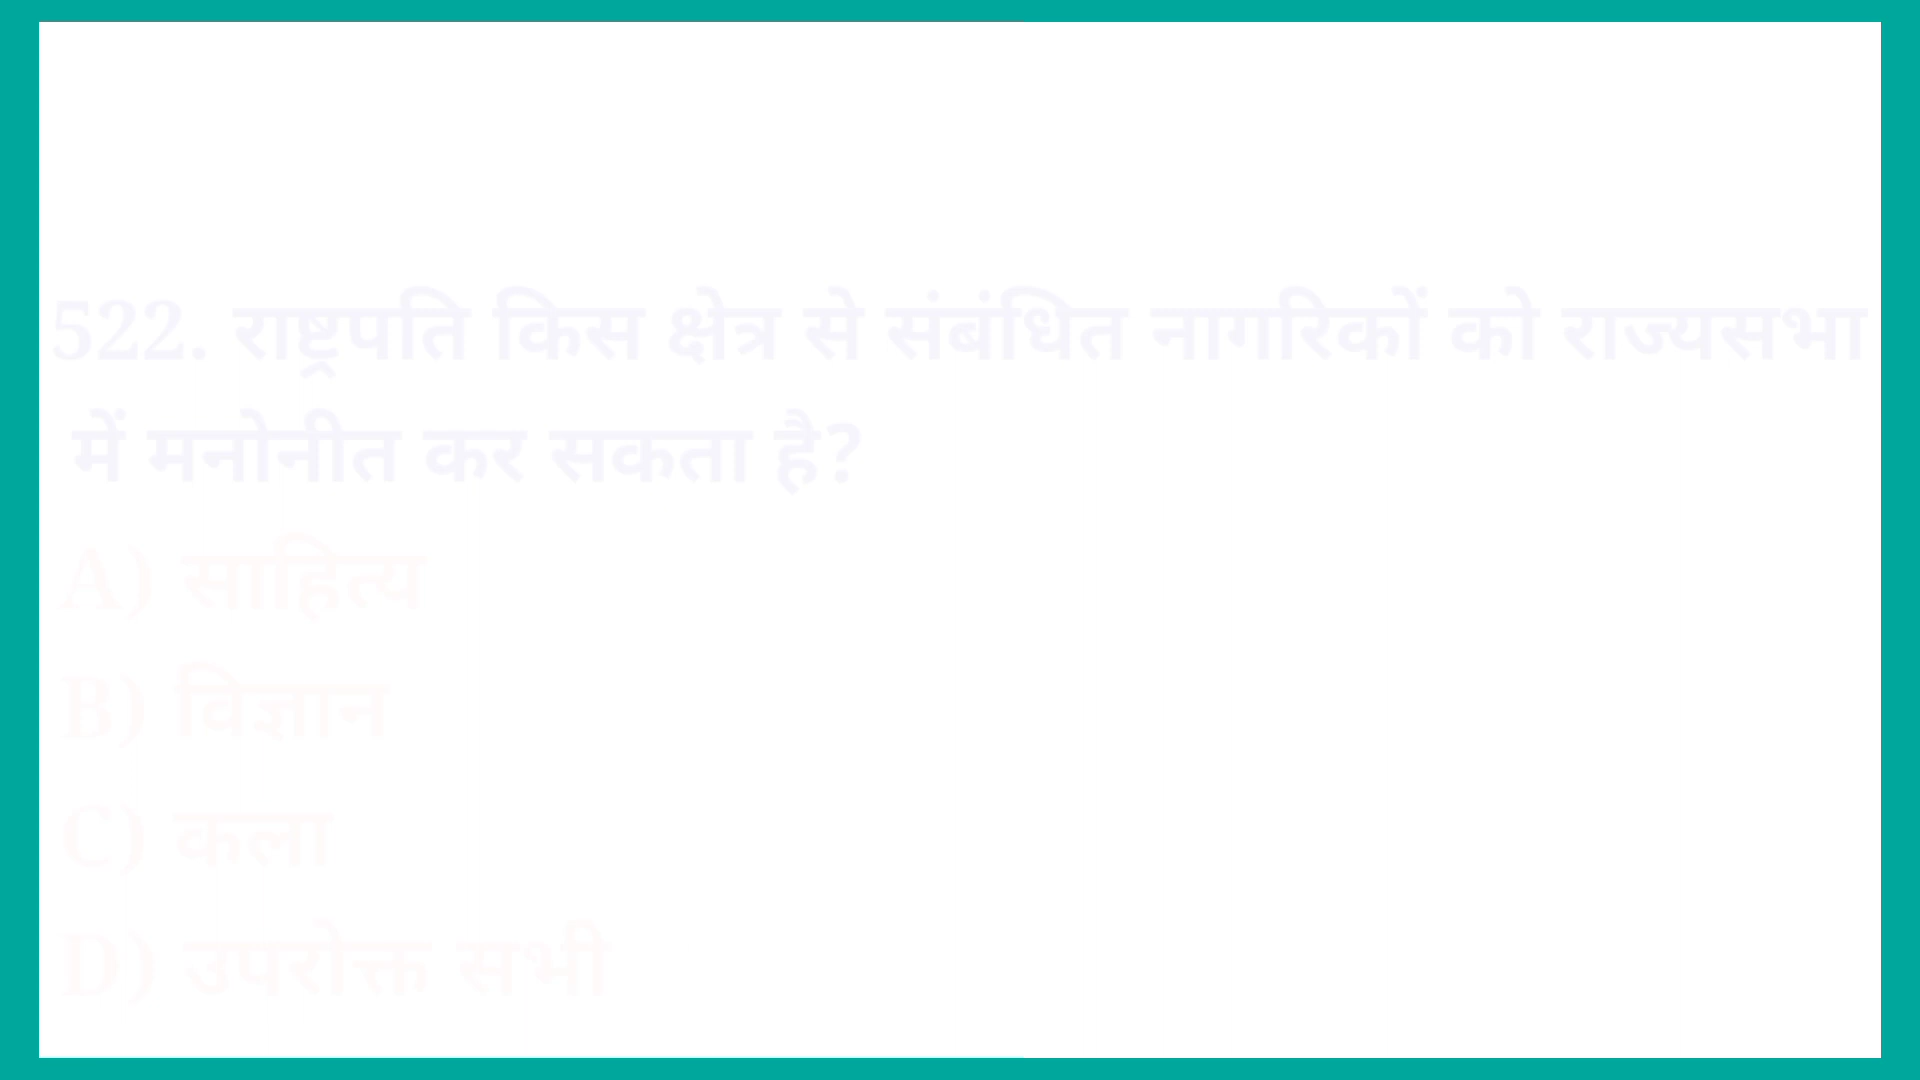 522. राष्ट्रपति किस क्षेत्र से संबंधित नागरिकों को राज्यसभा
में मनोनीत कर सकता है?
A) साहित्य
B) विज्ञान
C) कला
D) उपरोक्त सभी